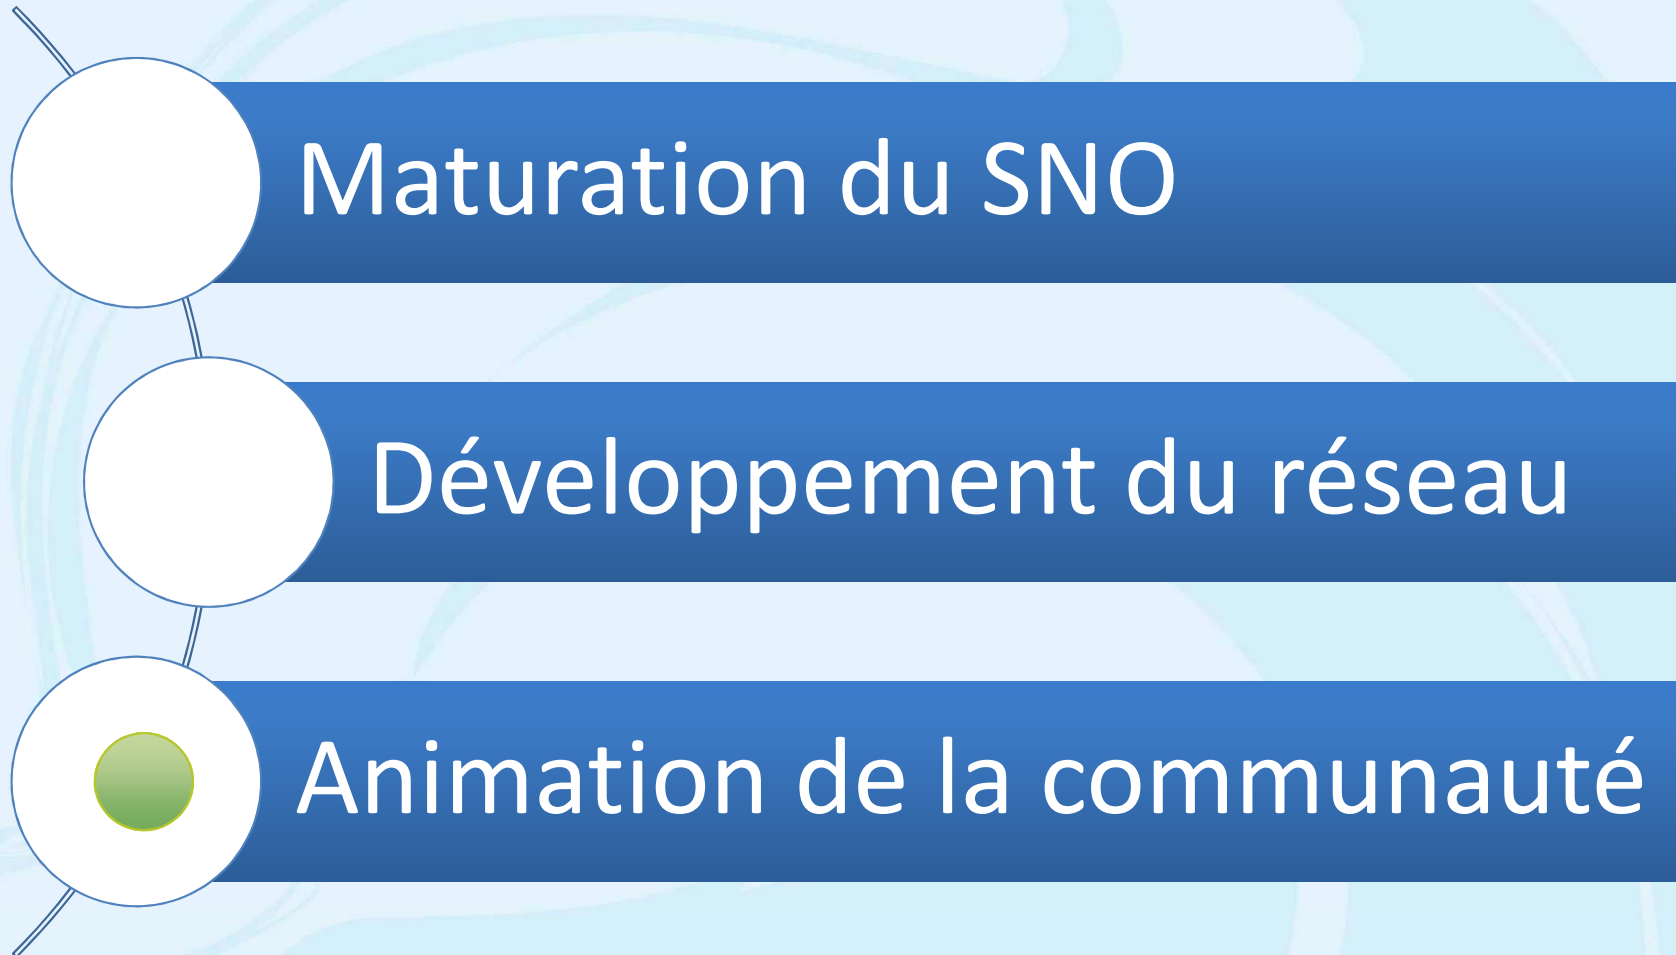 Maturation du SNO
Développement du réseau
Animation de la communauté